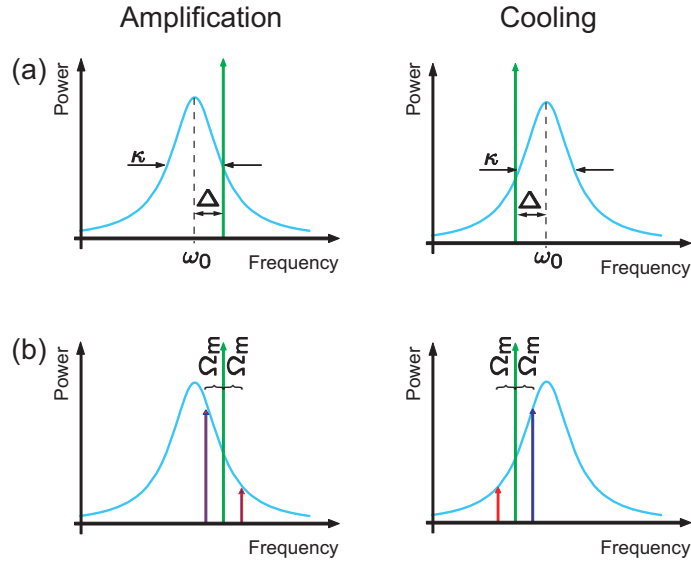 Amplification
Cooling
(a)
Power
κ
Δ
ω0
Frequency
Power
κ
Δ
ω0
Frequency
(b)
Power
Ωm Ωm
Frequency
Power
Ωm Ωm
Frequency